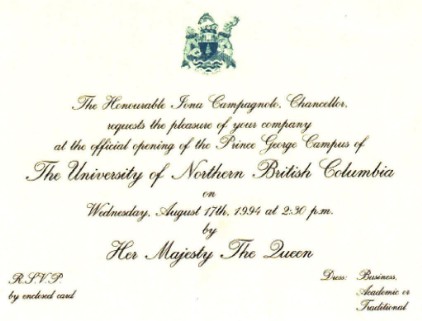 The Honourable Iona Campagnolo, Chancellor,
requests the pleasure of your company
at the official opening of the Prince George Campus of
The University of Northern British Columbia
on
Wednesday, August 17th, 1994 at 2:30 p.m.
by
Her Majesty The Queen
R.S.V.P.
by enclosed card
Dress: Business,
Academic or
Traditional